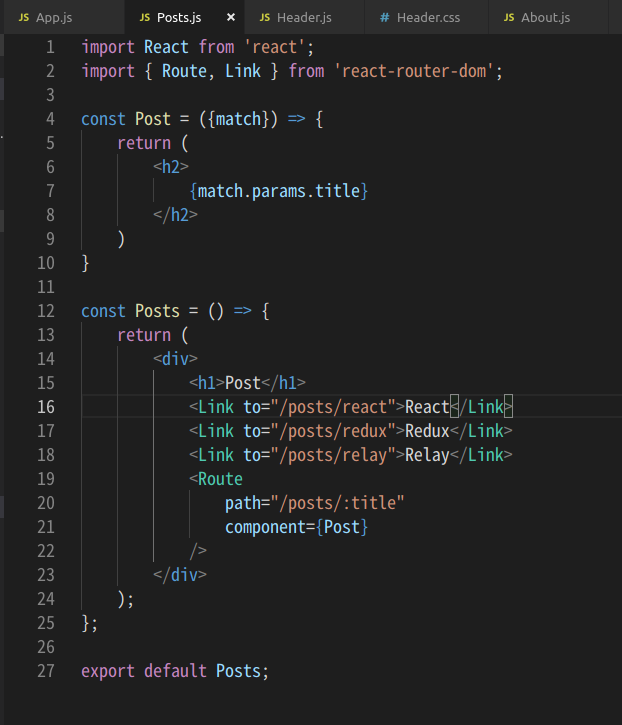 JS App.js JS Posts.js × JS Header.js # Header.css JS About.js
1 import React from 'react';
2 import { Route, Link } from 'react-router-dom';
3
4 const Post = ({match}) => {
5     return (
6         <h2>
7             {match.params.title}
8         </h2>
9     )
10 }
11
12 const Posts = () => {
13     return (
14         <div>
15             <h1>Post</h1>
16             <Link to="/posts/react">React</Link>
17             <Link to="/posts/redux">Redux</Link>
18             <Link to="/posts/relay">Relay</Link>
19             <Route
20                 path="/posts/:title"
21                 component={Post}
22             />
23         </div>
24     );
25 };
26
27 export default Posts;